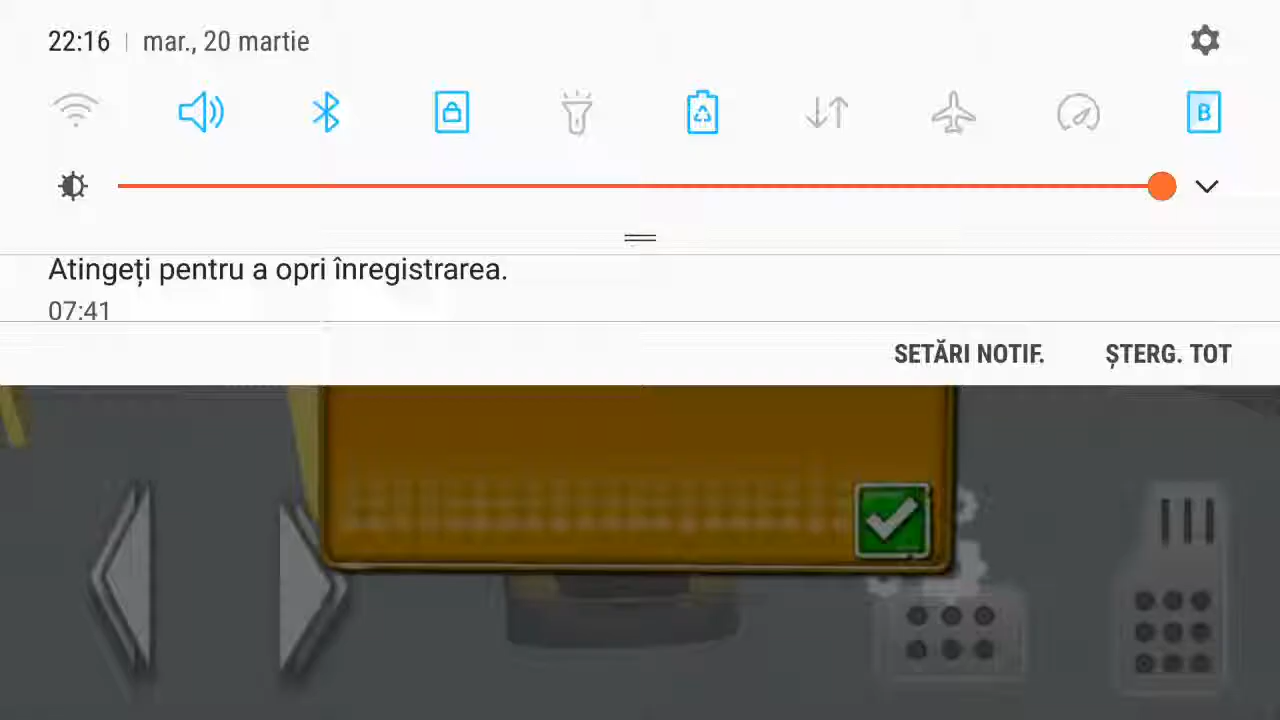 22:16 | mar., 20 martie
B
Atingeți pentru a opri înregistrarea.
07:41
SETĂRI NOTIF. ȘTERG. TOT